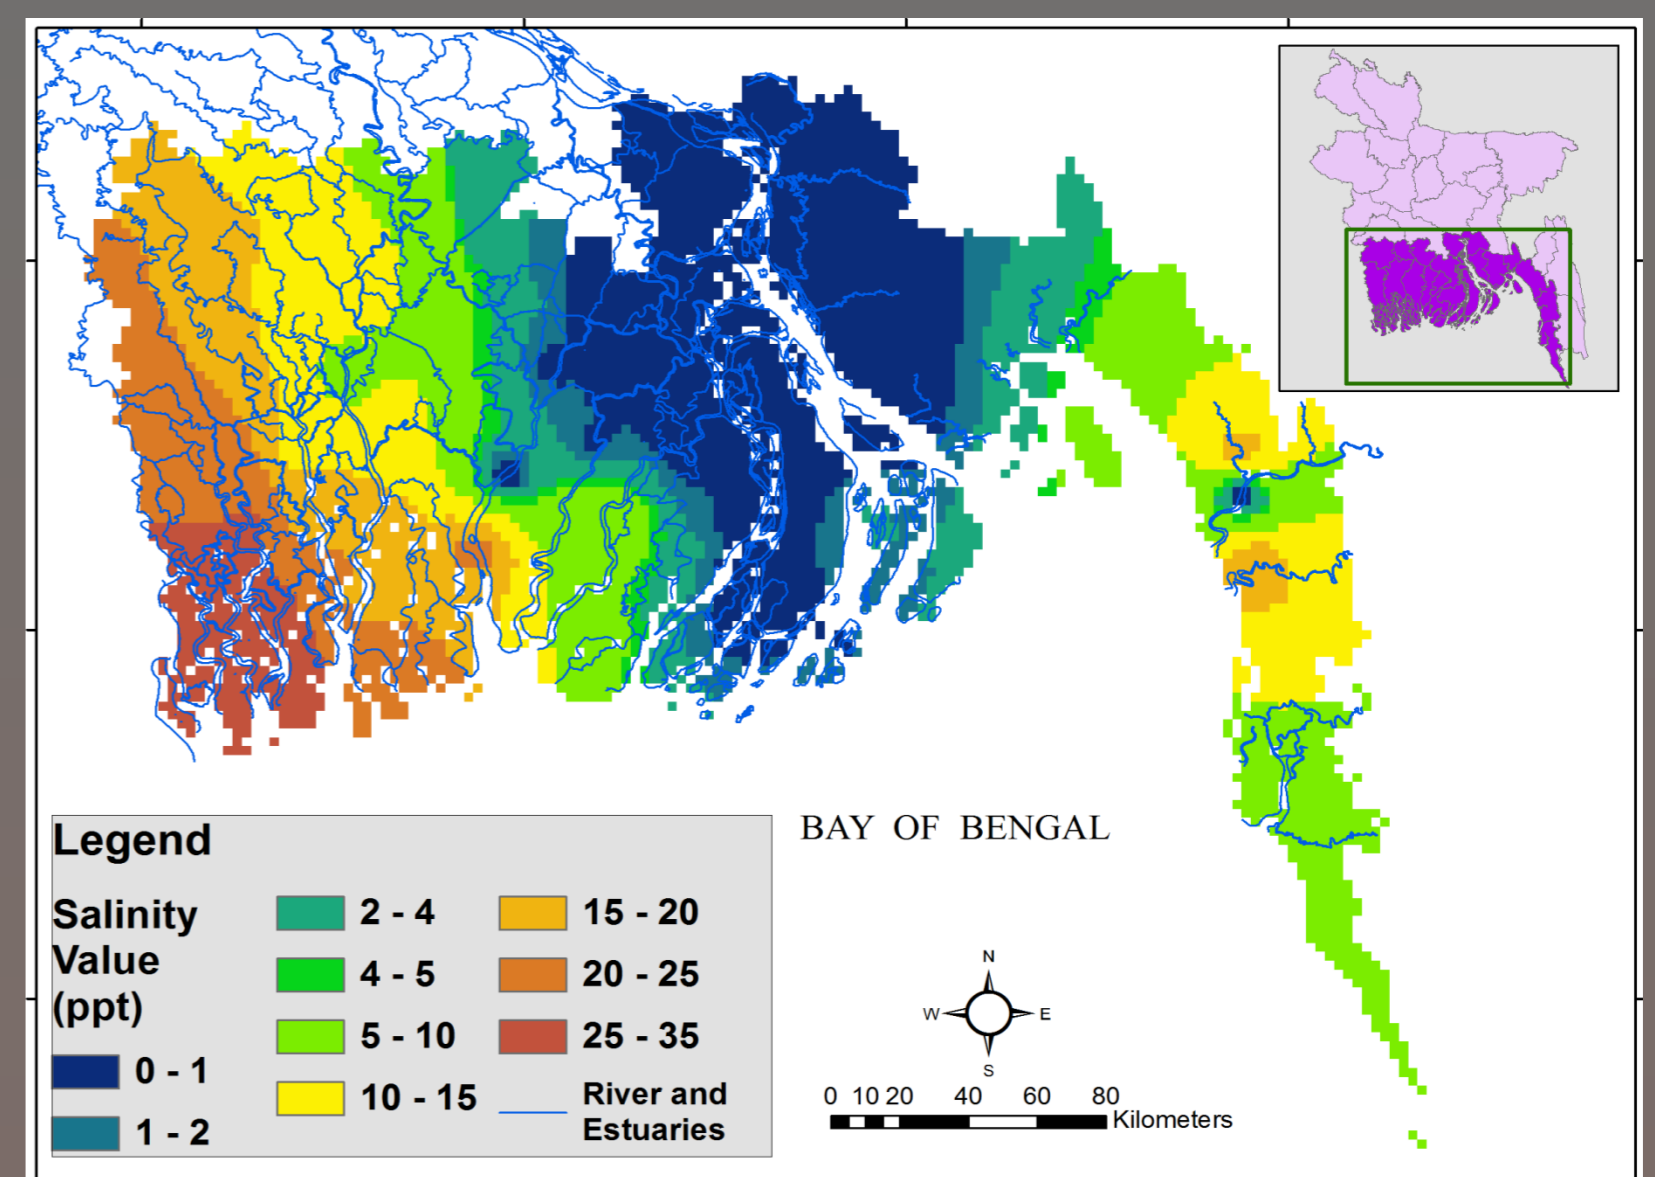 BAY OF BENGAL
Legend
Salinity
Value
(ppt)
0 - 1
1 - 2
2 - 4
4 - 5
5 - 10
10 - 15
15 - 20
20 - 25
25 - 35
River and
Estuaries
N
W E
S
0 10 20 40 60 80
Kilometers